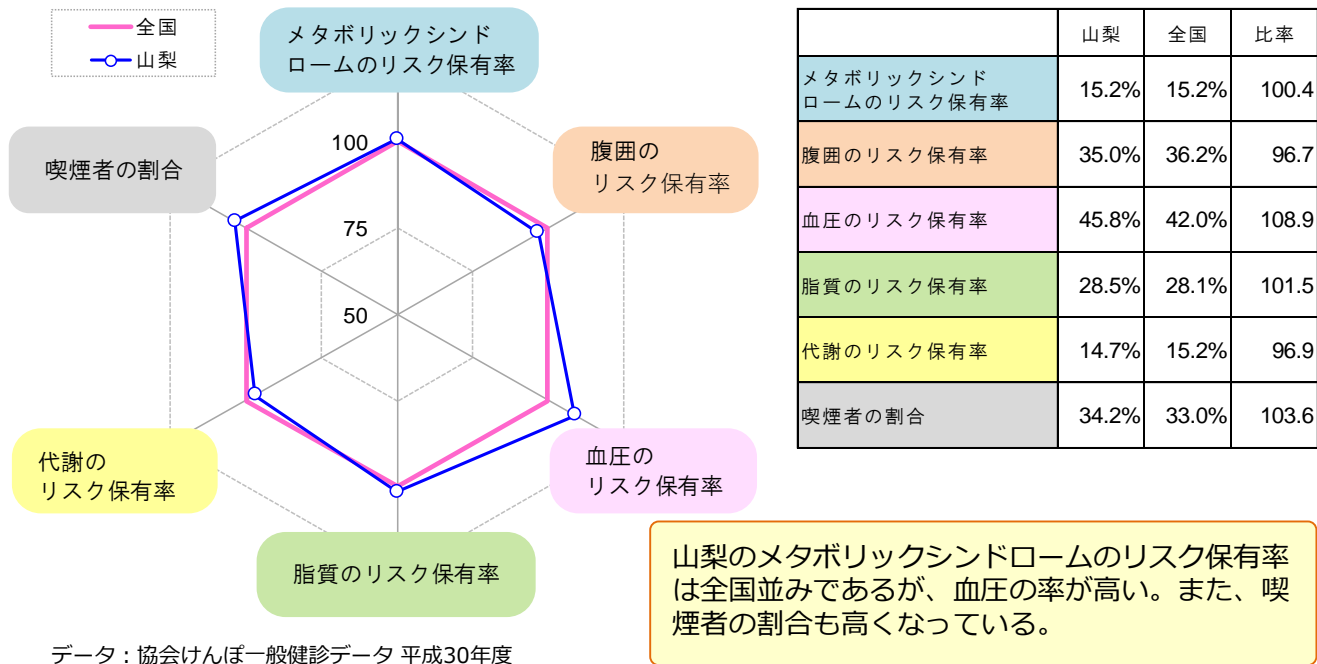 全国
山梨
メタボリックシンド
ロームのリスク保有率
腹囲の
リスク保有率
血圧の
リスク保有率
脂質のリスク保有率
代謝の
リスク保有率
喫煙者の割合
100
75
50
山梨 全国 比率
メタボリックシンド
ロームのリスク保有率 15.2% 15.2% 100.4
腹囲のリスク保有率 35.0% 36.2% 96.7
血圧のリスク保有率 45.8% 42.0% 108.9
脂質のリスク保有率 28.5% 28.1% 101.5
代謝のリスク保有率 14.7% 15.2% 96.9
喫煙者の割合 34.2% 33.0% 103.6
山梨のメタボリックシンドロームのリスク保有率
は全国並みであるが、血圧の率が高い。また、喫
煙者の割合も高くなっている。
データ：協会けんぽ一般健診データ 平成30年度